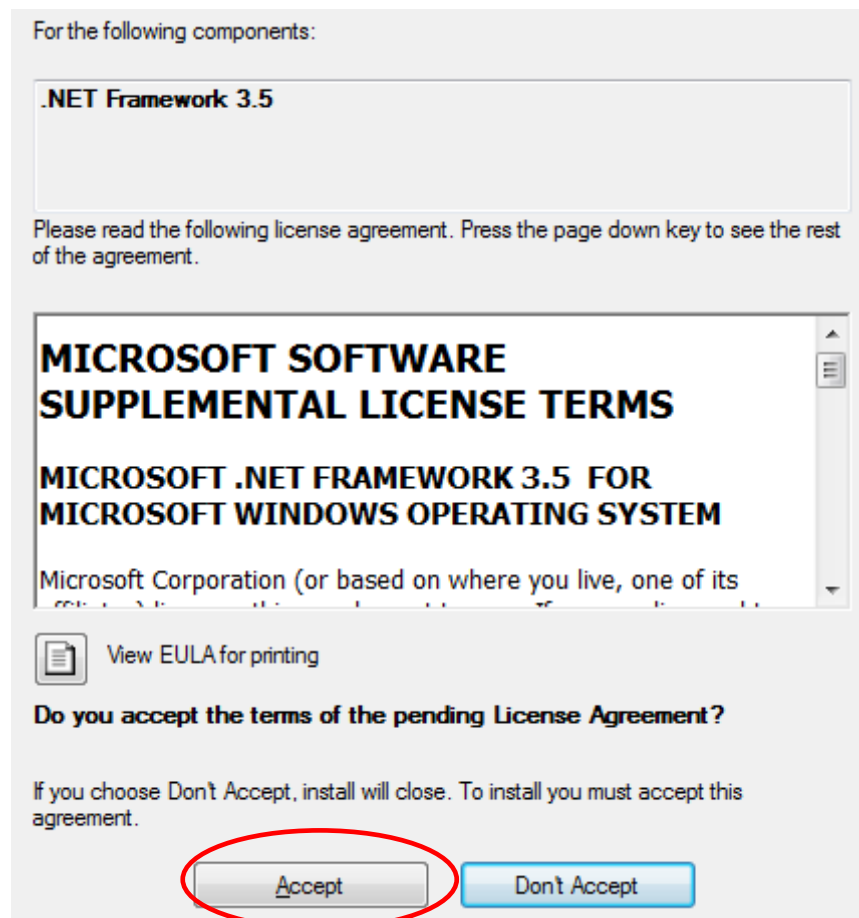 For the following components:
.NET Framework 3.5
Please read the following license agreement. Press the page down key to see the rest
of the agreement.
MICROSOFT SOFTWARE
SUPPLEMENTAL LICENSE TERMS
MICROSOFT .NET FRAMEWORK 3.5 FOR
MICROSOFT WINDOWS OPERATING SYSTEM
Microsoft Corporation (or based on where you live, one of its
View EULA for printing
Do you accept the terms of the pending License Agreement?
If you choose Don't Accept, install will close. To install you must accept this
agreement.
Accept Don't Accept